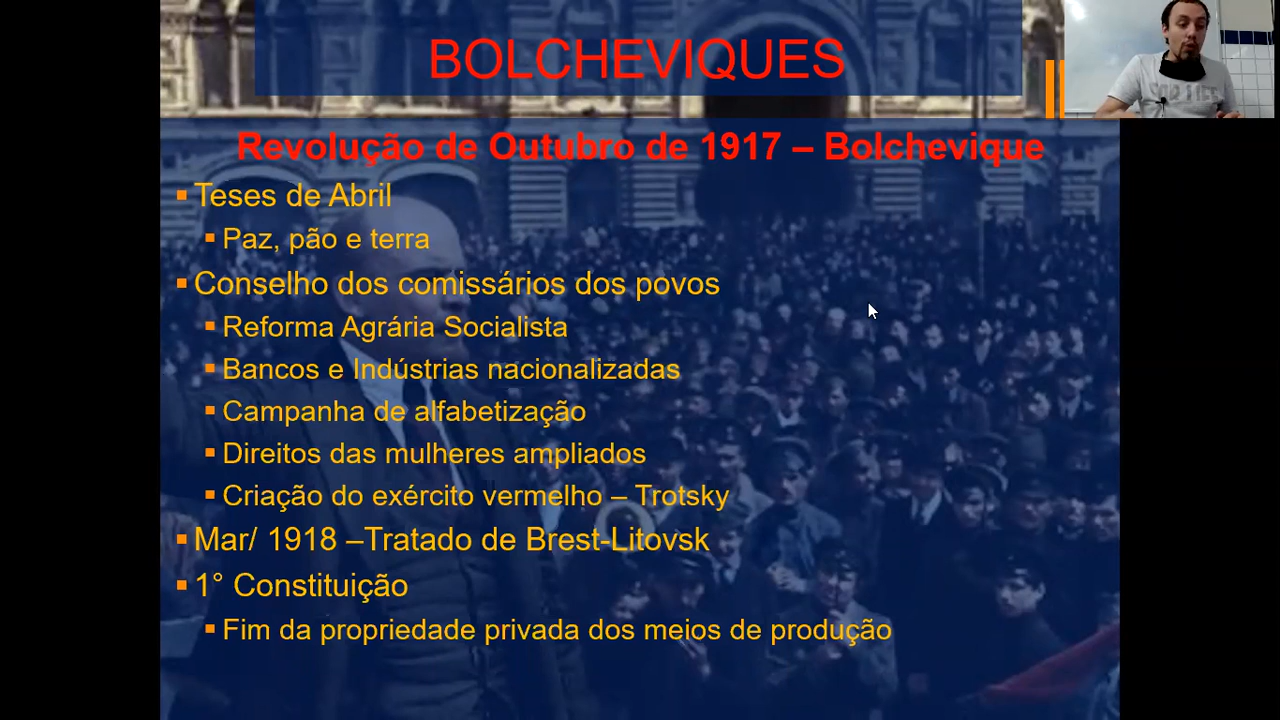 BOLCHEVIQUES
Revolução de Outubro de 1917 – Bolchevique
Teses de Abril
Paz, pão e terra
Conselho dos comissários dos povos
Reforma Agrária Socialista
Bancos e Indústrias nacionalizadas
Campanha de alfabetização
Direitos das mulheres ampliados
Criação do exército vermelho – Trotsky
Mar/ 1918 –Tratado de Brest-Litovsk
1° Constituição
Fim da propriedade privada dos meios de produção